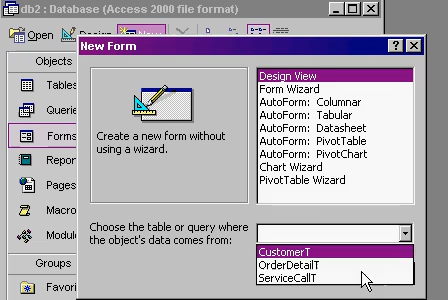 db2 : Database (Access 2000 file format)
Open Design New
New Form
Objects
Tables
Queries
Forms
Report
Pages
Macro
Module
Groups
Favori
Design View
Form Wizard
AutoForm: Columnar
AutoForm: Tabular
AutoForm: Datasheet
AutoForm: PivotTable
AutoForm: PivotChart
Chart Wizard
PivotTable Wizard
Create a new form without
using a wizard.
Choose the table or query where
the object's data comes from:
CustomerT
OrderDetailT
ServiceCallT